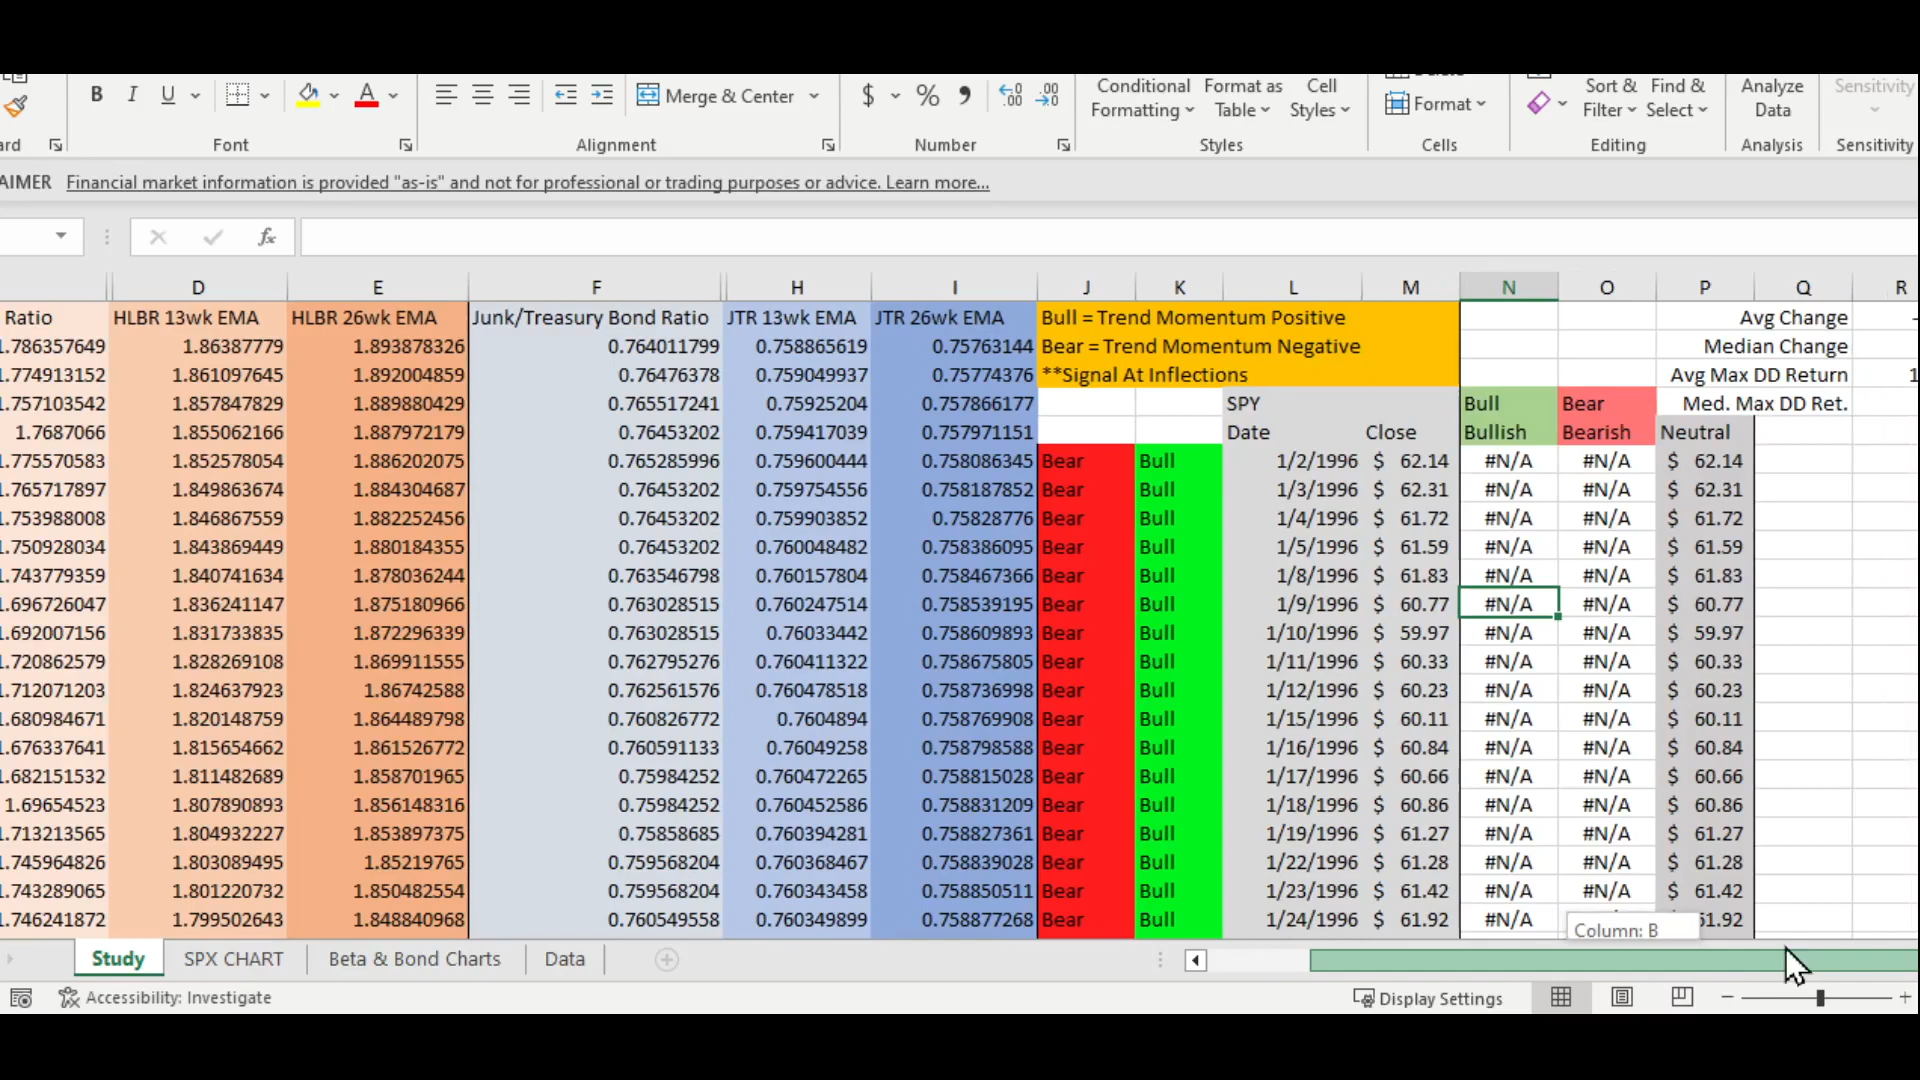 B I U A Merge & Center $ % 9 .00 .00 Conditional Formatting Format as Table Cell Styles Format Sort & Filter Find & Select Analyze Data Sensitivity
ard Font Alignment Number Styles Cells Editing Analysis Sensitivity
AIMER Financial market information is provided "as-is" and not for professional or trading purposes or advice. Learn more...
fx
D E F H I J K L M N O P Q R
Ratio HLBR 13wk EMA HLBR 26wk EMA Junk/Treasury Bond Ratio JTR 13wk EMA JTR 26wk EMA Bull = Trend Momentum Positive Avg Change
1.786357649 1.86387779 1.893878326 0.764011799 0.758865619 0.75763144 Bear = Trend Momentum Negative Median Change
1.774913152 1.861097645 1.892004859 0.76476378 0.759049937 0.75774376 **Signal At Inflections Avg Max DD Return 1
1.757103542 1.857847829 1.889880429 0.765517241 0.75925204 0.757866177 SPY Bull Bear Med. Max DD Ret.
1.7687066 1.855062166 1.887972179 0.76453202 0.759417039 0.757971151 Date Close Bullish Bearish Neutral
1.775570583 1.852578054 1.886202075 0.765285996 0.759600444 0.758086345 Bear Bull 1/2/1996 $ 62.14 #N/A #N/A $ 62.14
1.765717897 1.849863674 1.884304687 0.76453202 0.759754556 0.758187852 Bear Bull 1/3/1996 $ 62.31 #N/A #N/A $ 62.31
1.753988008 1.846867559 1.882252456 0.76453202 0.759903852 0.75828776 Bear Bull 1/4/1996 $ 61.72 #N/A #N/A $ 61.72
1.750928034 1.843869449 1.880184355 0.76453202 0.760048482 0.758386095 Bear Bull 1/5/1996 $ 61.59 #N/A #N/A $ 61.59
1.743779359 1.840741634 1.878036244 0.763546798 0.760157804 0.758467366 Bear Bull 1/8/1996 $ 61.83 #N/A #N/A $ 61.83
1.696726047 1.836241147 1.875180966 0.763028515 0.760247514 0.758539195 Bear Bull 1/9/1996 $ 60.77 #N/A #N/A $ 60.77
1.692007156 1.831733835 1.872296339 0.763028515 0.76033442 0.758609893 Bear Bull 1/10/1996 $ 59.97 #N/A #N/A $ 59.97
1.720862579 1.828269108 1.869911555 0.762795276 0.760411322 0.758675805 Bear Bull 1/11/1996 $ 60.33 #N/A #N/A $ 60.33
1.712071203 1.824637923 1.86742588 0.762561576 0.760478518 0.758736998 Bear Bull 1/12/1996 $ 60.23 #N/A #N/A $ 60.23
1.680984671 1.820148759 1.864489798 0.760826772 0.7604894 0.758769908 Bear Bull 1/15/1996 $ 60.11 #N/A #N/A $ 60.11
1.676337641 1.815654662 1.861526772 0.760591133 0.76049258 0.758798588 Bear Bull 1/16/1996 $ 60.84 #N/A #N/A $ 60.84
1.682151532 1.811482689 1.858701965 0.75984252 0.760472265 0.758815028 Bear Bull 1/17/1996 $ 60.66 #N/A #N/A $ 60.66
1.69654523 1.807890893 1.856148316 0.75984252 0.760452586 0.758831209 Bear Bull 1/18/1996 $ 60.86 #N/A #N/A $ 60.86
1.713213565 1.804932227 1.853897375 0.75858685 0.760394281 0.758827361 Bear Bull 1/19/1996 $ 61.27 #N/A #N/A $ 61.27
1.745964826 1.803089495 1.85219765 0.759568204 0.760368467 0.758839028 Bear Bull 1/22/1996 $ 61.28 #N/A #N/A $ 61.28
1.743289065 1.801220732 1.850482554 0.759568204 0.760343458 0.758850511 Bear Bull 1/23/1996 $ 61.42 #N/A #N/A $ 61.42
1.746241872 1.799502643 1.848840968 0.760549558 0.760349899 0.758877268 Bear Bull 1/24/1996 $ 61.92 #N/A 61.92
Column: B
Study SPX CHART Beta & Bond Charts Data
Accessibility: Investigate Display Settings